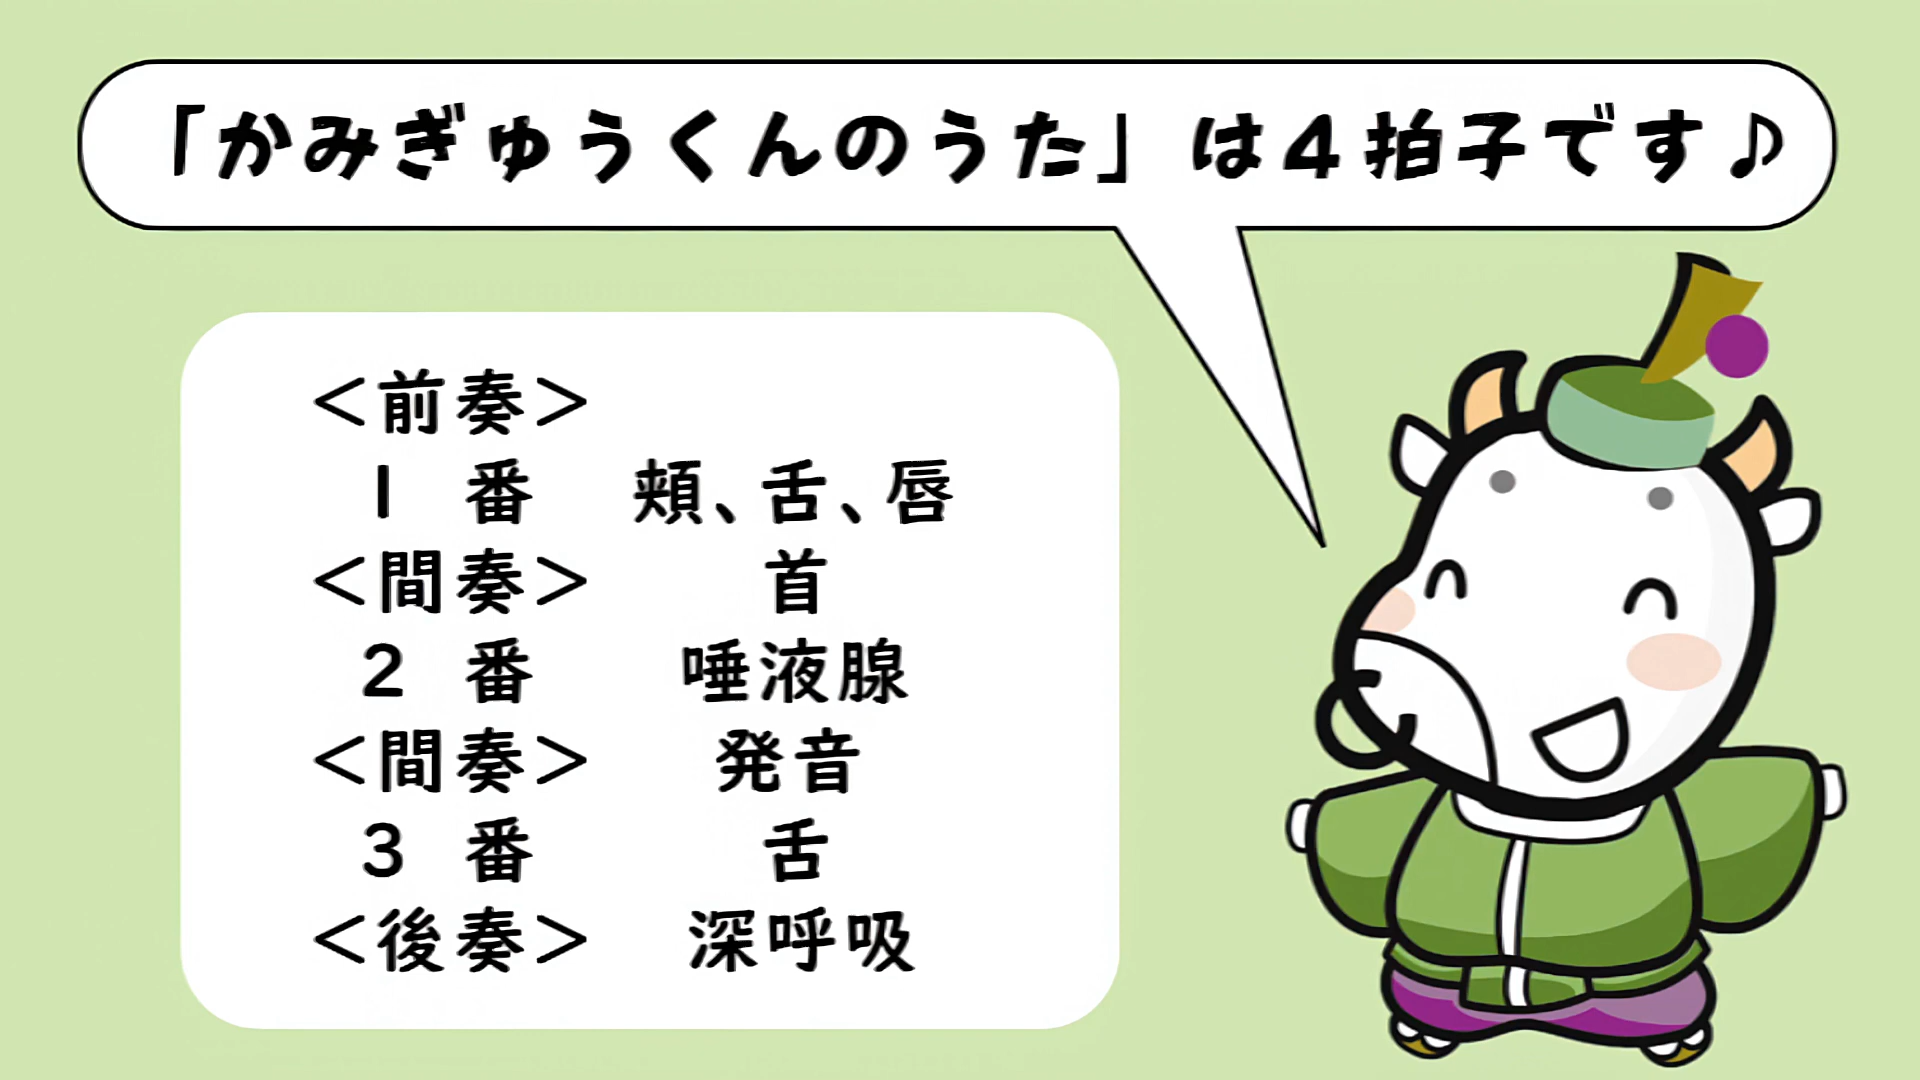 「かみぎゅうくんのうた」は4拍子です♪
<前奏>
1 番 頬、舌、唇
<間奏> 首
2 番 唾液腺
<間奏> 発音
3 番 舌
<後奏> 深呼吸